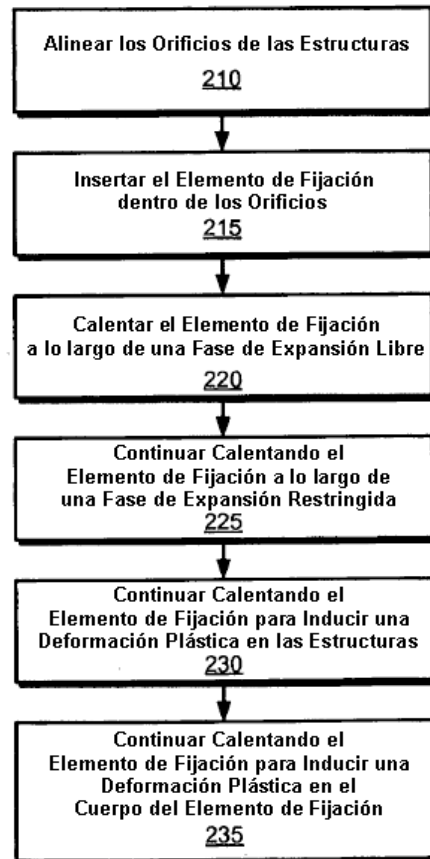 Alinear los Orificios de las Estructuras
210
Insertar el Elemento de Fijación
dentro de los Orificios
215
Calentar el Elemento de Fijación
a lo largo de una Fase de Expansión Libre
220
Continuar Calentando el
Elemento de Fijación a lo largo de
una Fase de Expansión Restringida
225
Continuar Calentando el
Elemento de Fijación para Inducir una
Deformación Plástica en las Estructuras
230
Continuar Calentando el
Elemento de Fijación para Inducir una
Deformación Plástica en el
Cuerpo del Elemento de Fijación
235